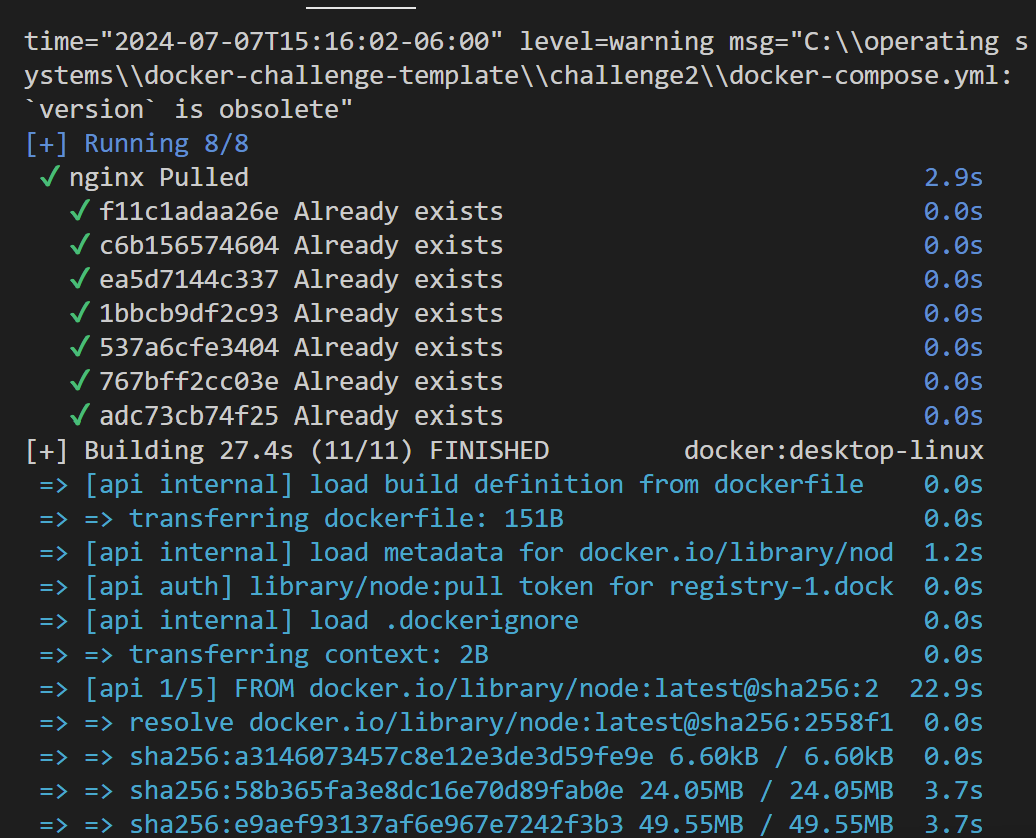 time="2024-07-07T15:16:02-06:00" level=warning msg="C:\\operating s
ystems\\docker-challenge-template\\challenge2\\docker-compose.yml:
`version` is obsolete"
[+] Running 8/8
✓ nginx Pulled 2.9s
✓ f11c1adaa26e Already exists 0.0s
✓ c6b156574604 Already exists 0.0s
✓ ea5d7144c337 Already exists 0.0s
✓ 1bbcb9df2c93 Already exists 0.0s
✓ 537a6cfe3404 Already exists 0.0s
✓ 767bff2cc03e Already exists 0.0s
✓ adc73cb74f25 Already exists 0.0s
[+] Building 27.4s (11/11) FINISHED docker:desktop-linux
=> [api internal] load build definition from dockerfile 0.0s
=> => transferring dockerfile: 151B 0.0s
=> [api internal] load metadata for docker.io/library/nod 1.2s
=> [api auth] library/node:pull token for registry-1.dock 0.0s
=> [api internal] load .dockerignore 0.0s
=> => transferring context: 2B 0.0s
=> [api 1/5] FROM docker.io/library/node:latest@sha256:2 22.9s
=> => resolve docker.io/library/node:latest@sha256:2558f1 0.0s
=> => sha256:a3146073457c8e12e3de3d59fe9e 6.60kB / 6.60kB 0.0s
=> => sha256:58b365fa3e8dc16e70d89fab0e 24.05MB / 24.05MB 3.7s
=> => sha256:e9aef93137af6e967e7242f3b3 49.55MB / 49.55MB 3.7s